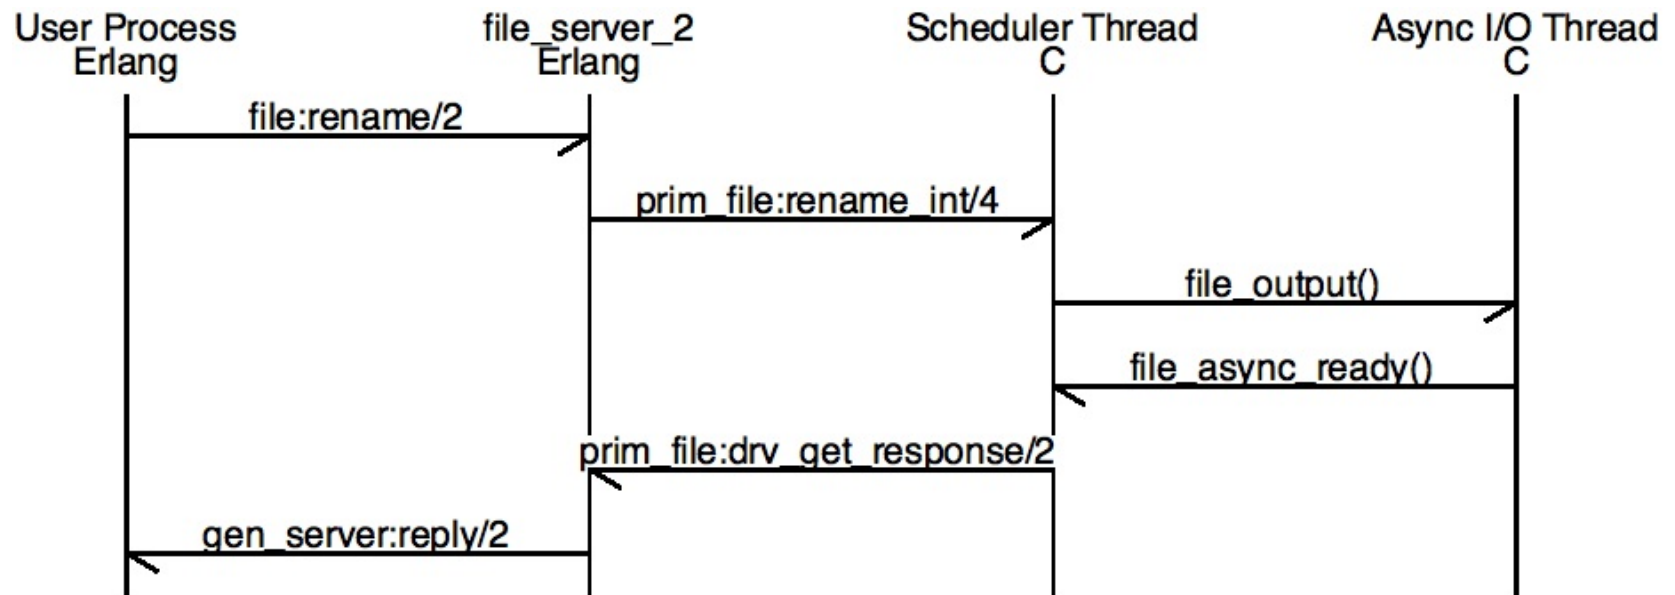 User Process
Erlang
file_server_2
Erlang
Scheduler Thread
C
Async I/O Thread
C
file:rename/2
prim_file:rename_int/4
file_output()
file_async_ready()
prim_file:drv_get_response/2
gen_server:reply/2